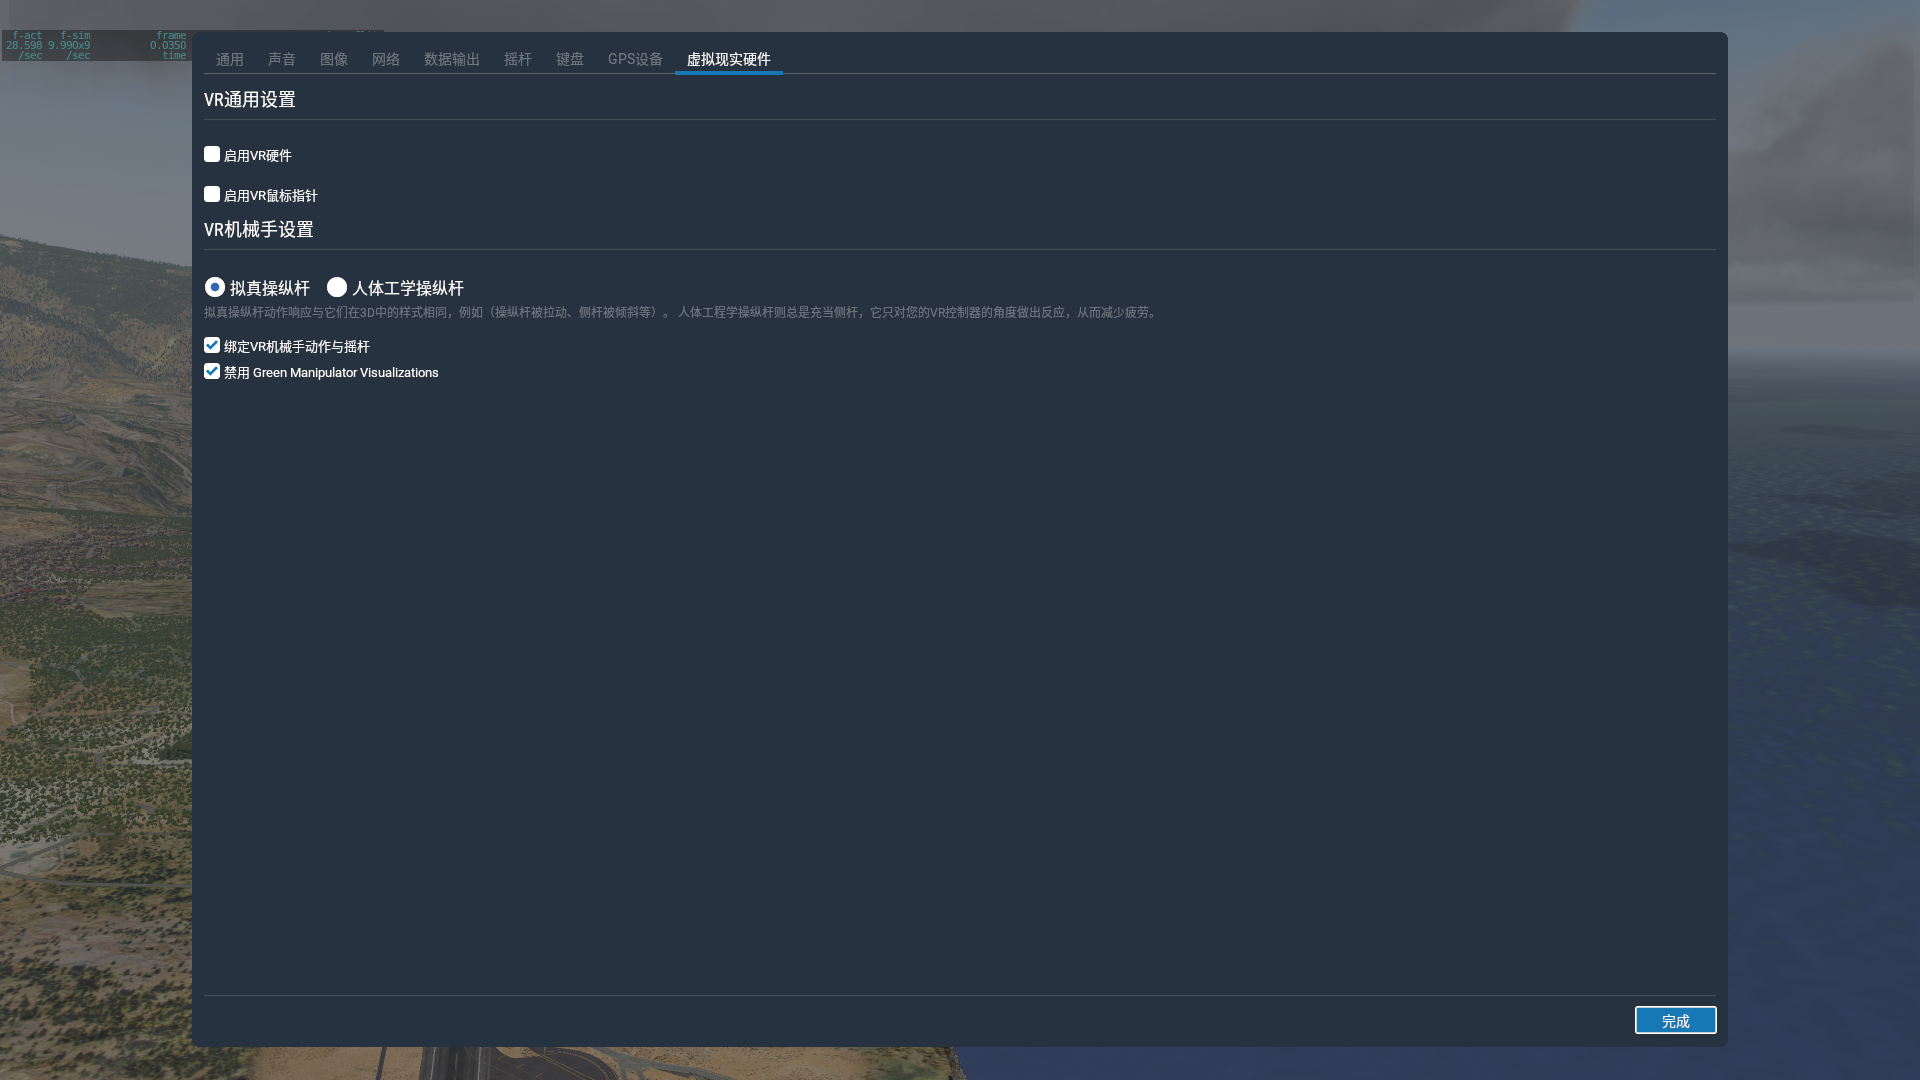 f-act f-sim frame
28.598 9.990x9 0.0350
/sec /sec time
通用 声音 图像 网络 数据输出 摇杆 键盘 GPS设备 虚拟现实硬件
VR通用设置
启用VR硬件
启用VR鼠标指针
VR机械手设置
拟真操纵杆 人体工学操纵杆
拟真操纵杆动作响应与它们在3D中的样式相同，例如（操纵杆被拉动、侧杆被倾斜等）。 人体工程学操纵杆则总是充当侧杆，它只对您的VR控制器的角度做出反应，从而减少疲劳。
绑定VR机械手动作与摇杆
禁用 Green Manipulator Visualizations
完成